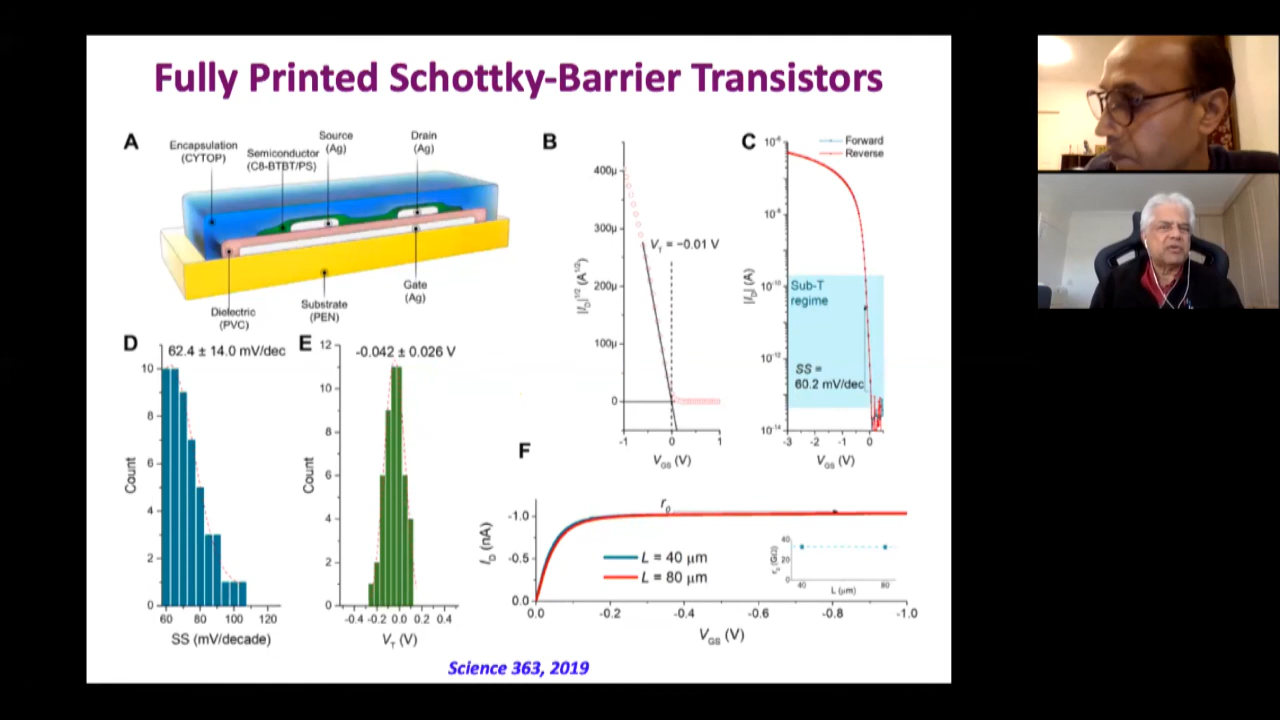 Fully Printed Schottky-Barrier Transistors
A
Encapsulation
(CYTOP)
Semiconductor
(C8-BTBT/PS)
Source
(Ag)
Drain
(Ag)
Dielectric
(PVC)
Substrate
(PEN)
Gate
(Ag)
B
400µ
300µ
200µ
100µ
0
|I_D|^1/2 (A^1/2)
V_T = −0.01 V
-1 0 1
V_GS (V)
C
10^-6
10^-8
10^-10
10^-12
10^-14
|I_D| (A)
Forward
Reverse
Sub-T
regime
SS =
60.2 mV/dec
-3 -2 -1 0
V_GS (V)
D
62.4 ± 14.0 mV/dec
10
8
6
4
2
0
Count
60 80 100 120
SS (mV/decade)
E
-0.042 ± 0.026 V
12
10
8
6
4
2
0
Count
-0.4 -0.2 0.0 0.2 0.4
V_T (V)
F
r_0
-1.0
-0.5
0.0
I_D (nA)
L = 40 µm
L = 80 µm
40
20
0
r_0 (GΩ)
40 80
L (µm)
0.0 -0.2 -0.4 -0.6 -0.8 -1.0
V_GS (V)
Science 363, 2019